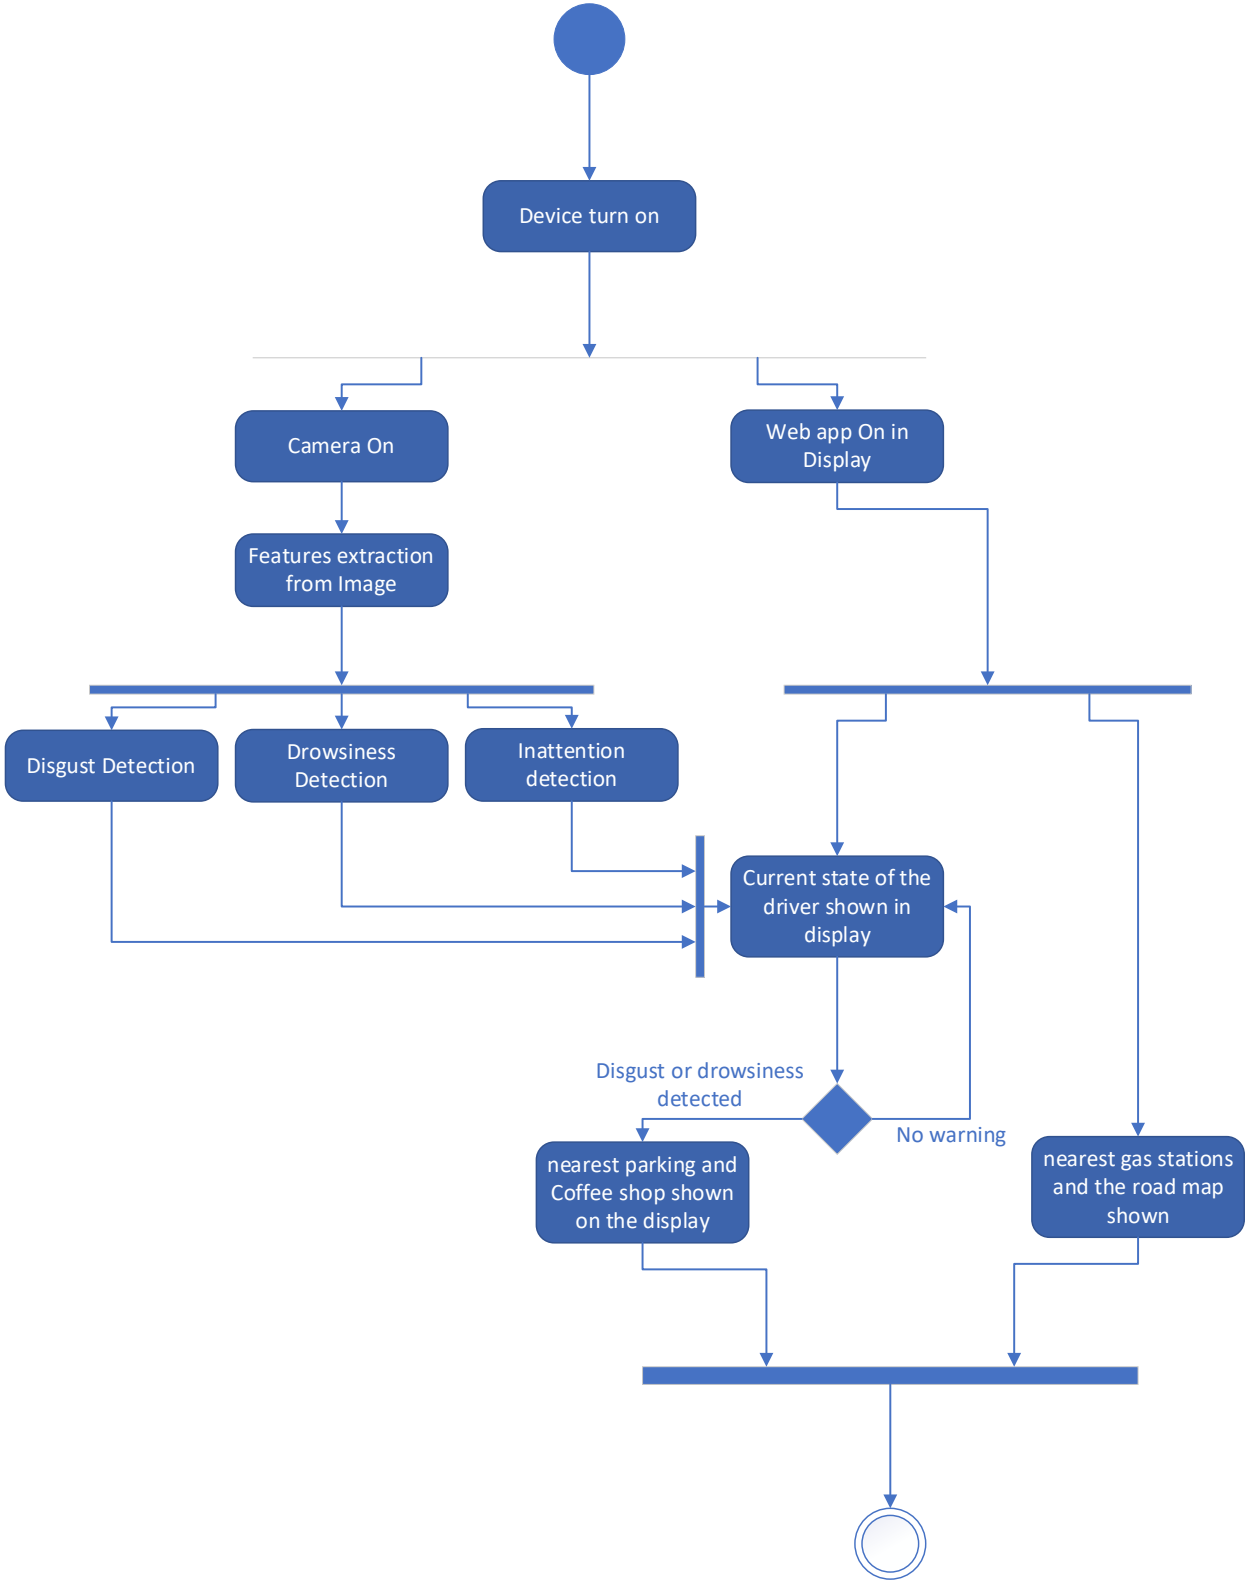 Device turn on
Camera On
Web app On in
Display
Features extraction
from Image
Disgust Detection
Drowsiness
Detection
Inattention
detection
Current state of the
driver shown in
display
Disgust or drowsiness
detected
No warning
nearest parking and
Coffee shop shown
on the display
nearest gas stations
and the road map
shown